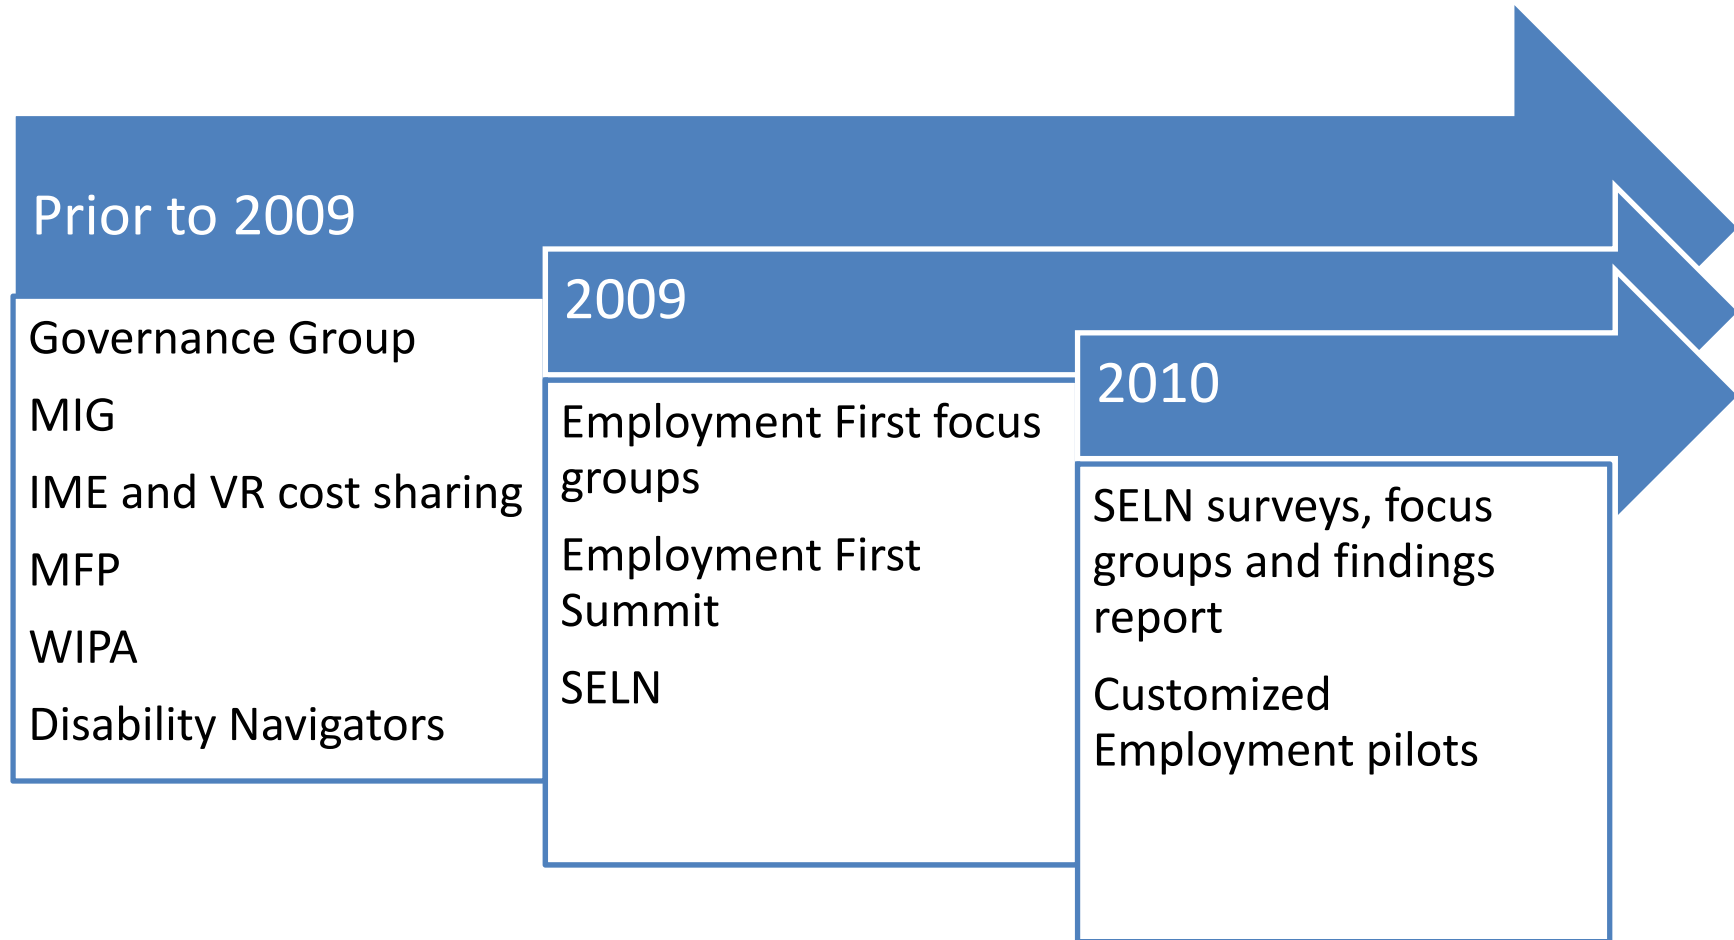 Prior to 2009
Governance Group
MIG
IME and VR cost sharing
MFP
WIPA
Disability Navigators
2009
Employment First focus
groups
Employment First
Summit
SELN
2010
SELN surveys, focus
groups and findings
report
Customized
Employment pilots